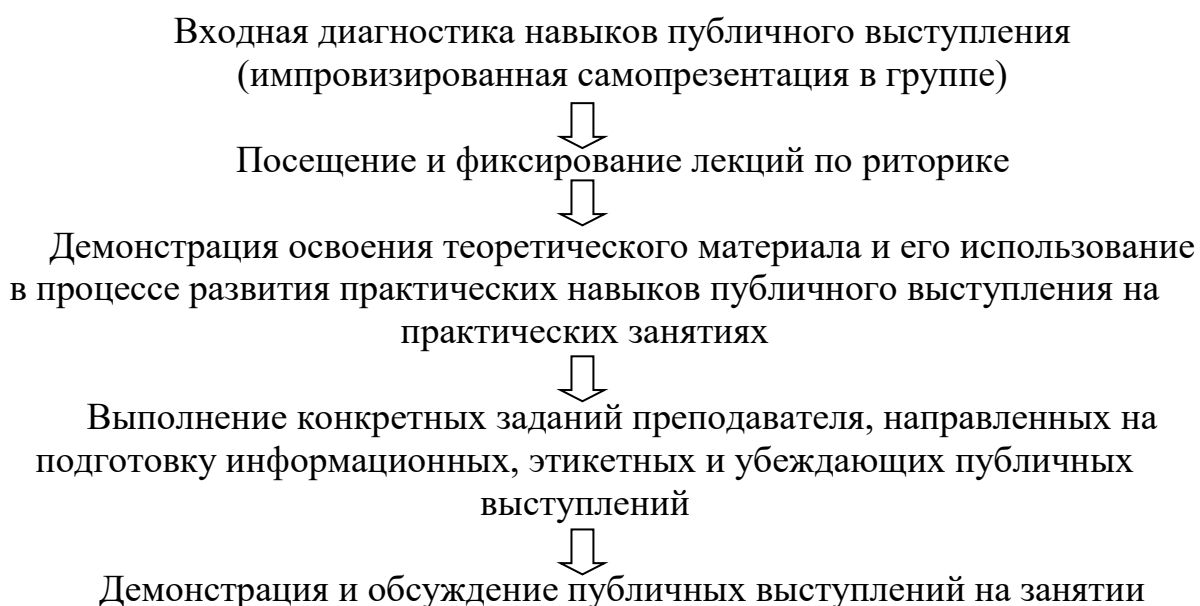 Входная диагностика навыков публичного выступления
(импровизированная самопрезентация в группе)
Посещение и фиксирование лекций по риторике
Демонстрация освоения теоретического материала и его использование
в процессе развития практических навыков публичного выступления на
практических занятиях
Выполнение конкретных заданий преподавателя, направленных на
подготовку информационных, этикетных и убеждающих публичных
выступлений
Демонстрация и обсуждение публичных выступлений на занятии